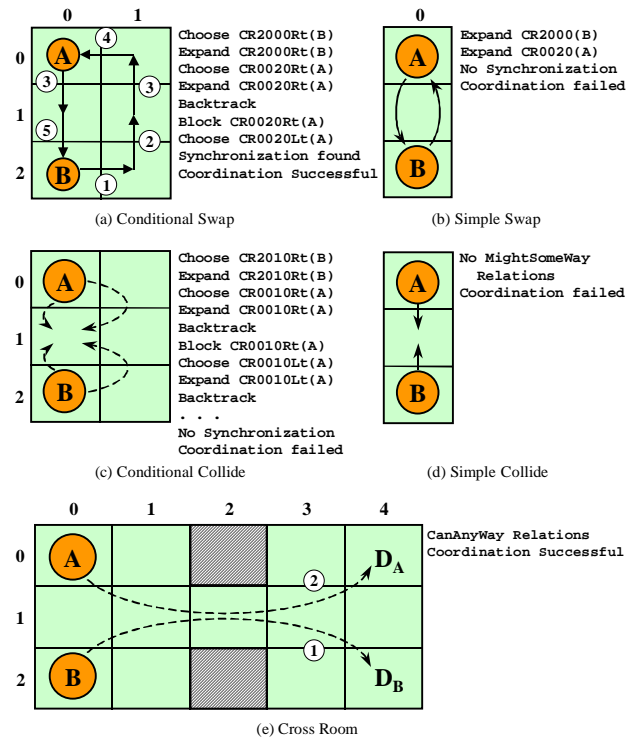 0 1
0
1
2
A
B
4
3
3
5
2
1
Choose CR2000Rt(B)
Expand CR2000Rt(B)
Choose CR0020Rt(A)
Expand CR0020Rt(A)
Backtrack
Block CR0020Rt(A)
Choose CR0020Lt(A)
Synchronization found
Coordination Successful
(a) Conditional Swap
0
A
B
Expand CR2000(B)
Expand CR0020(A)
No Synchronization
Coordination failed
(b) Simple Swap
0
1
2
A
B
Choose CR2010Rt(B)
Expand CR2010Rt(B)
Choose CR0010Rt(A)
Expand CR0010Rt(A)
Backtrack
Block CR0010Rt(A)
Choose CR0010Lt(A)
Expand CR0010Lt(A)
Backtrack
. . .
No Synchronization
Coordination failed
(c) Conditional Collide
A
B
No MightSomeWay
Relations
Coordination failed
(d) Simple Collide
0 1 2 3 4
0
1
2
A
B
2
1
DA
DB
CanAnyWay Relations
Coordination Successful
(e) Cross Room